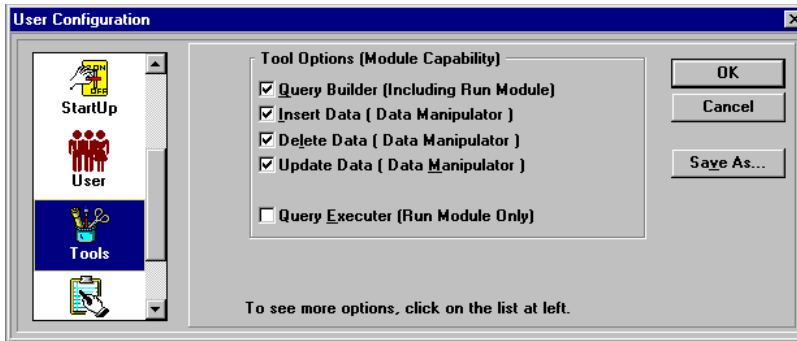 User Configuration
StartUp
User
Tools
Tool Options (Module Capability)
Query Builder (Including Run Module)
Insert Data ( Data Manipulator )
Delete Data ( Data Manipulator )
Update Data ( Data Manipulator )
Query Executer (Run Module Only)
To see more options, click on the list at left.
OK
Cancel
Save As...